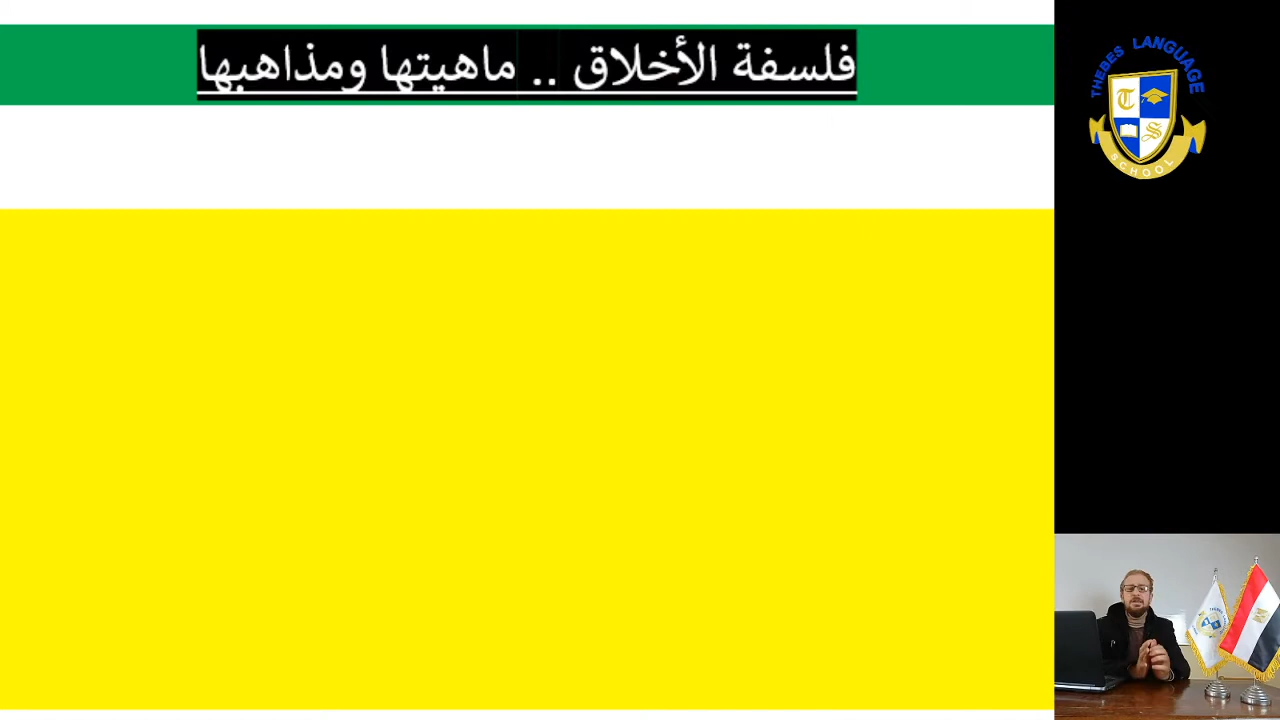 فلسفة الأخلاق .. ماهيتها ومذاهبها
THEBES LANGUAGE
T
S
SCHOOL